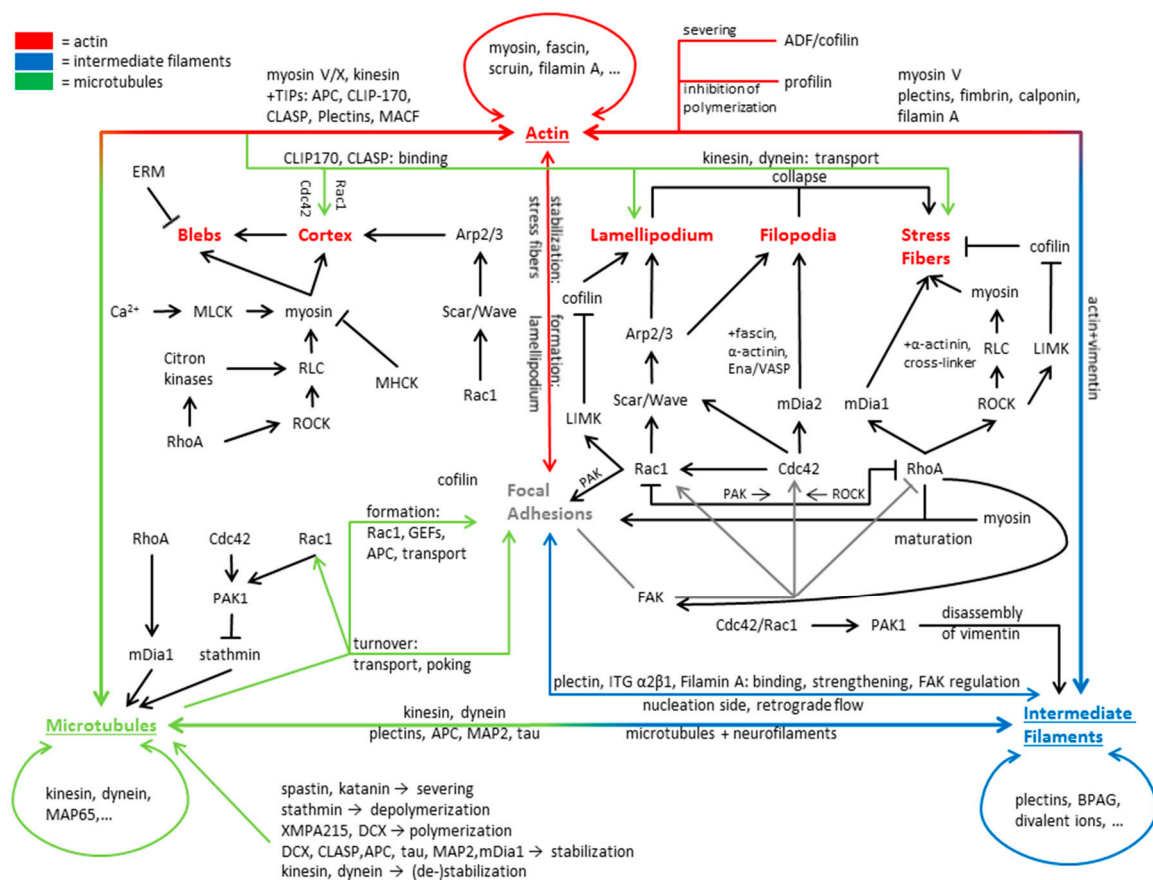 = actin
= intermediate filaments
= microtubules
myosin, fascin,
scruin, filamin A, ...
severing
ADF/cofilin
profilin
inhibition of
polymerization
myosin V/X, kinesin
+TIPs: APC, CLIP-170,
CLASP, Plectins, MACF
myosin V
plectins, fimbrin, calponin,
filamin A
Actin
CLIP170, CLASP: binding
kinesin, dynein: transport
collapse
ERM
Cdc42
Rac1
Blebs
Cortex
Arp2/3
stabilization:
stress fibers
formation:
lamellipodium
Lamellipodium
Filopodia
Stress
Fibers
cofilin
Ca²⁺
MLCK
myosin
Scar/Wave
cofilin
Arp2/3
+fascin,
α-actinin,
Ena/VASP
myosin
+α-actinin,
cross-linker
RLC
LIMK
actin+vimentin
Citron
kinases
RLC
MHCK
Rac1
RhoA
ROCK
LIMK
Scar/Wave
mDia2
mDia1
ROCK
PAK
Rac1
Cdc42
RhoA
PAK
ROCK
cofilin
Focal
Adhesions
myosin
maturation
formation:
Rac1, GEFs,
APC, transport
RhoA
Cdc42
Rac1
PAK1
FAK
Cdc42/Rac1
PAK1
disassembly
of vimentin
mDia1
stathmin
turnover:
transport, poking
plectin, ITG α2β1, Filamin A: binding, strengthening, FAK regulation
nucleation side, retrograde flow
Microtubules
kinesin, dynein
plectins, APC, MAP2, tau
microtubules + neurofilaments
Intermediate
Filaments
kinesin, dynein,
MAP65,...
plectins, BPAG,
divalent ions, ...
spastin, katanin → severing
stathmin → depolymerization
XMPA215, DCX → polymerization
DCX, CLASP,APC, tau, MAP2,mDia1 → stabilization
kinesin, dynein → (de-)stabilization